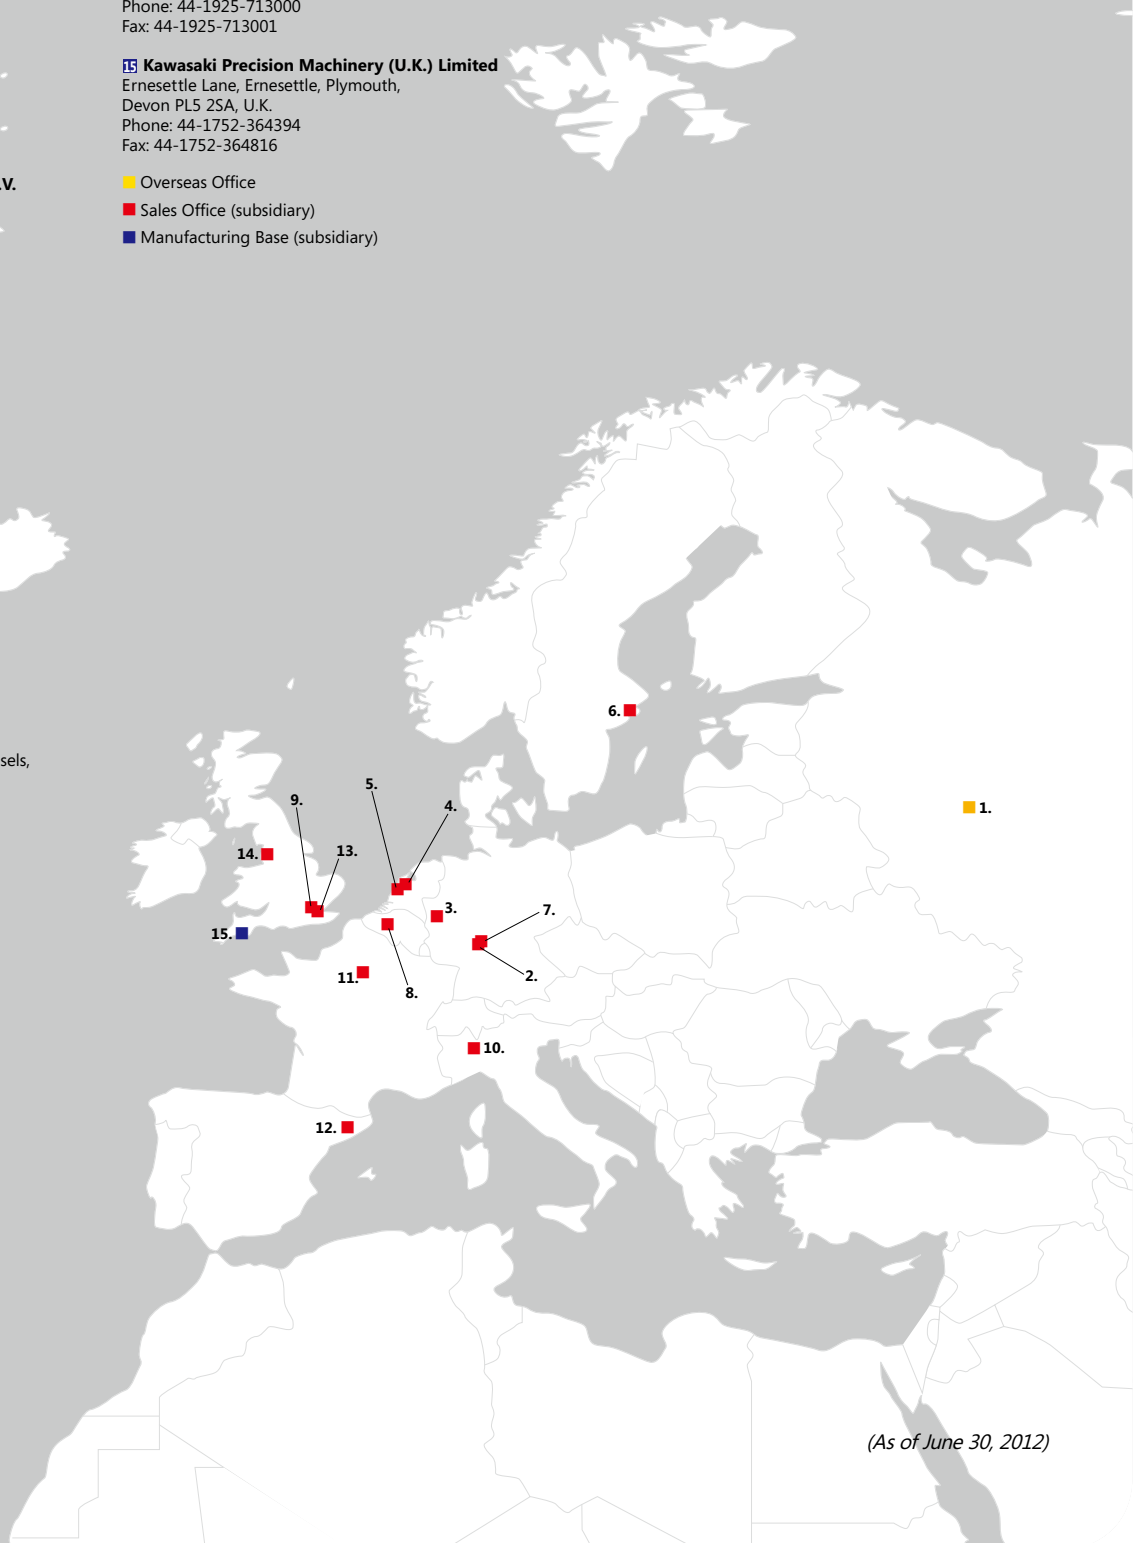 Phone: 44-1925-713000
Fax: 44-1925-713001
15 Kawasaki Precision Machinery (U.K.) Limited
Ernesettle Lane, Ernesettle, Plymouth,
Devon PL5 2SA, U.K.
Phone: 44-1752-364394
Fax: 44-1752-364816
.V.
Overseas Office
Sales Office (subsidiary)
Manufacturing Base (subsidiary)
sels,
6.
5.
9.
4.
1.
14.
13.
3.
7.
15.
11.
2.
8.
10.
12.
(As of June 30, 2012)